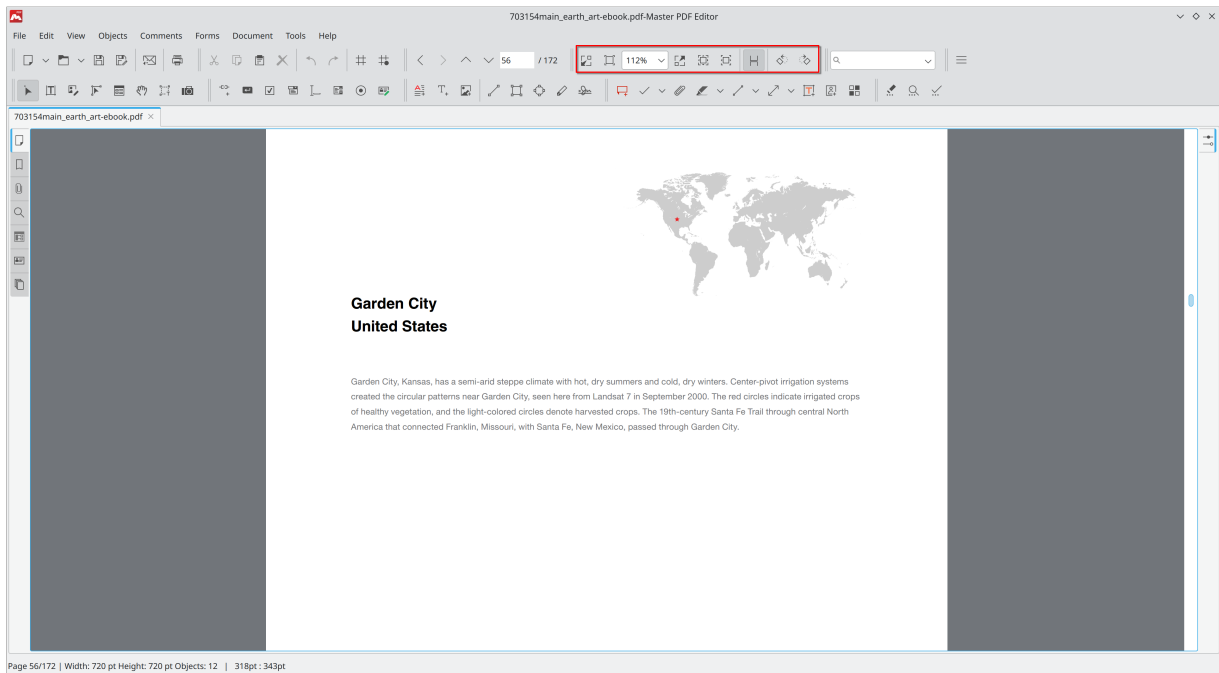 703154main_earth_art-ebook.pdf-Master PDF Editor
File Edit View Objects Comments Forms Document Tools Help
56 / 172 112%
703154main_earth_art-ebook.pdf
Garden City
United States
Garden City, Kansas, has a semi-arid steppe climate with hot, dry summers and cold, dry winters. Center-pivot irrigation systems
created the circular patterns near Garden City, seen here from Landsat 7 in September 2000. The red circles indicate irrigated crops
of healthy vegetation, and the light-colored circles denote harvested crops. The 19th-century Santa Fe Trail through central North
America that connected Franklin, Missouri, with Santa Fe, New Mexico, passed through Garden City.
Page 56/172 | Width: 720 pt Height: 720 pt Objects: 12 | 318pt : 343pt